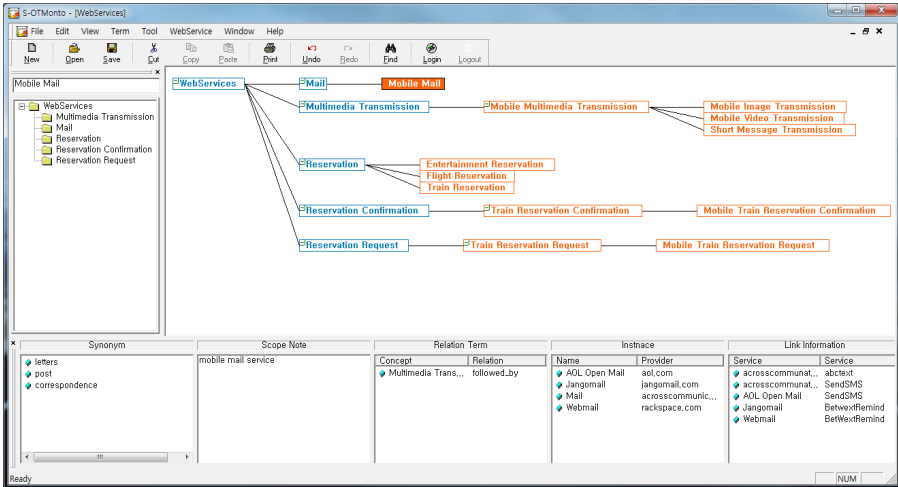 S-OTMonto - [WebServices]
File Edit View Term Tool WebService Window Help
New Open Save Cut Copy Paste Print Undo Redo Find Login Logout
Mobile Mail
WebServices
Multimedia Transmission
Mail
Reservation
Reservation Confirmation
Reservation Request
WebServices Mail Mobile Mail
Multimedia Transmission Mobile Multimedia Transmission Mobile Image Transmission
Mobile Video Transmission
Short Message Transmission
Reservation Entertainment Reservation
Flight Reservation
Train Reservation
Reservation Confirmation Train Reservation Confirmation Mobile Train Reservation Confirmation
Reservation Request Train Reservation Request Mobile Train Reservation Request
Synonym
letters
post
correspondence
Scope Note
mobile mail service
Relation Term
Concept Relation
Multimedia Trans... followed_by
Instnace
Name Provider
AOL Open Mail aol.com
Jangomail jangomail.com
Mail acrosscommunic...
Webmail rackspace.com
Link Information
Service Service
acrosscommunat... abctext
acrosscommunat... SendSMS
AOL Open Mail SendSMS
Jangomail BetwextRemind
Webmail BetWextRemind
Ready NUM